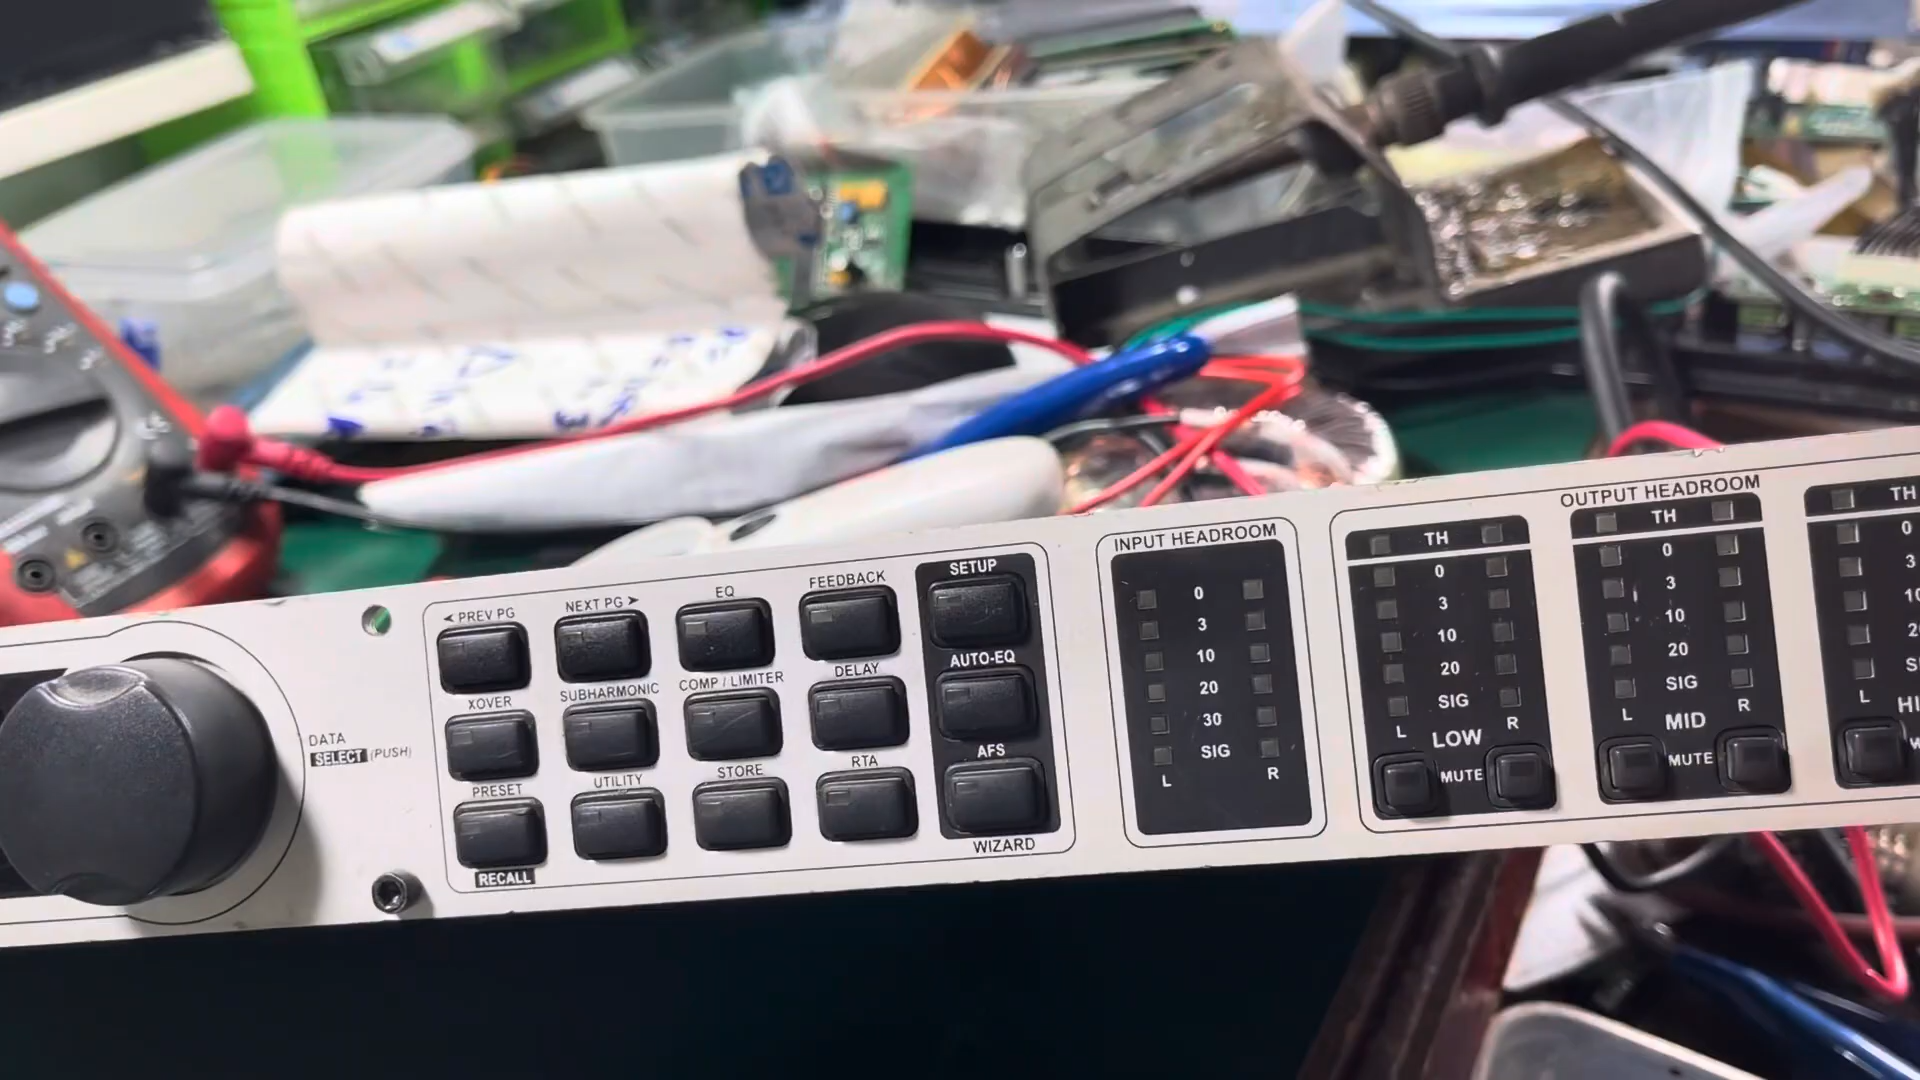 DATA
SELECT (PUSH)
< PREV PG
NEXT PG >
EQ
FEEDBACK
SETUP
XOVER
SUBHARMONIC
COMP / LIMITER
DELAY
AUTO-EQ
PRESET
UTILITY
STORE
RTA
AFS
RECALL
WIZARD
INPUT HEADROOM
0
3
10
20
30
SIG
L R
OUTPUT HEADROOM
TH
0
3
10
20
SIG
L R
LOW
MUTE
TH
0
3
10
20
SIG
L R
MID
MUTE
TH
0
3
L